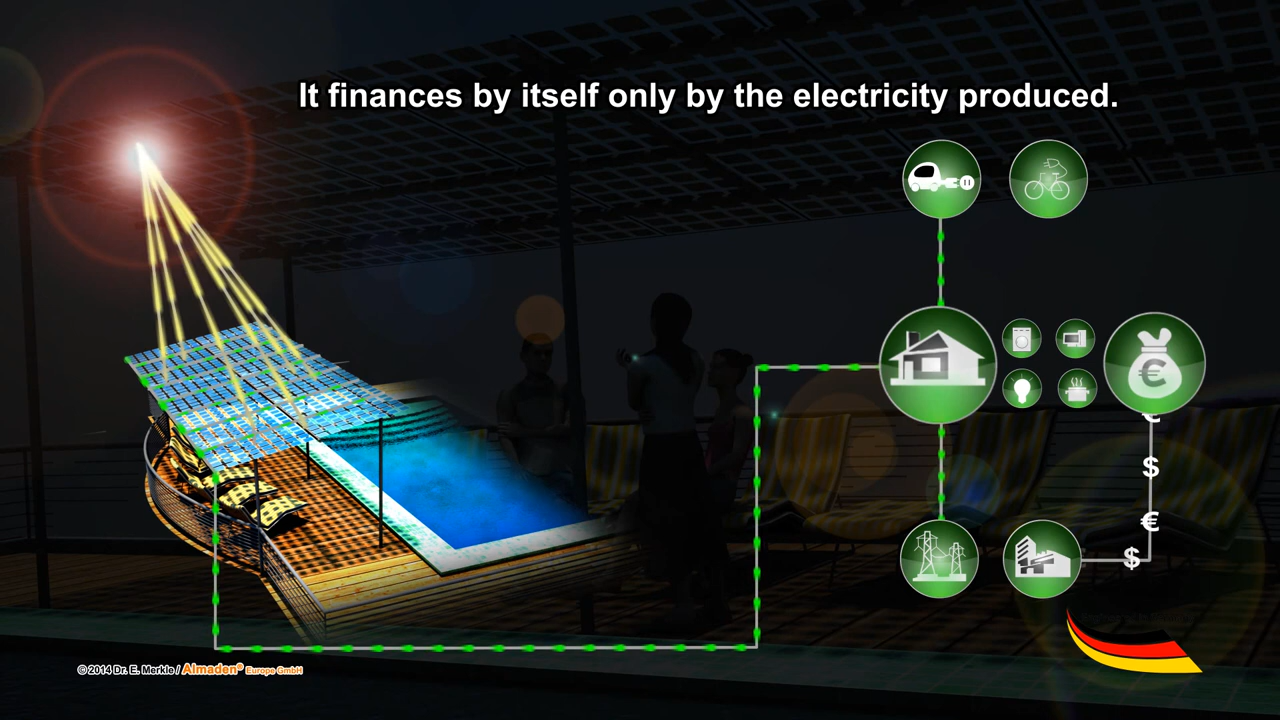 It finances by itself only by the electricity produced.
€
€
$
€
$
© 2014 Dr. E. Merkle / Almaden® Europe GmbH